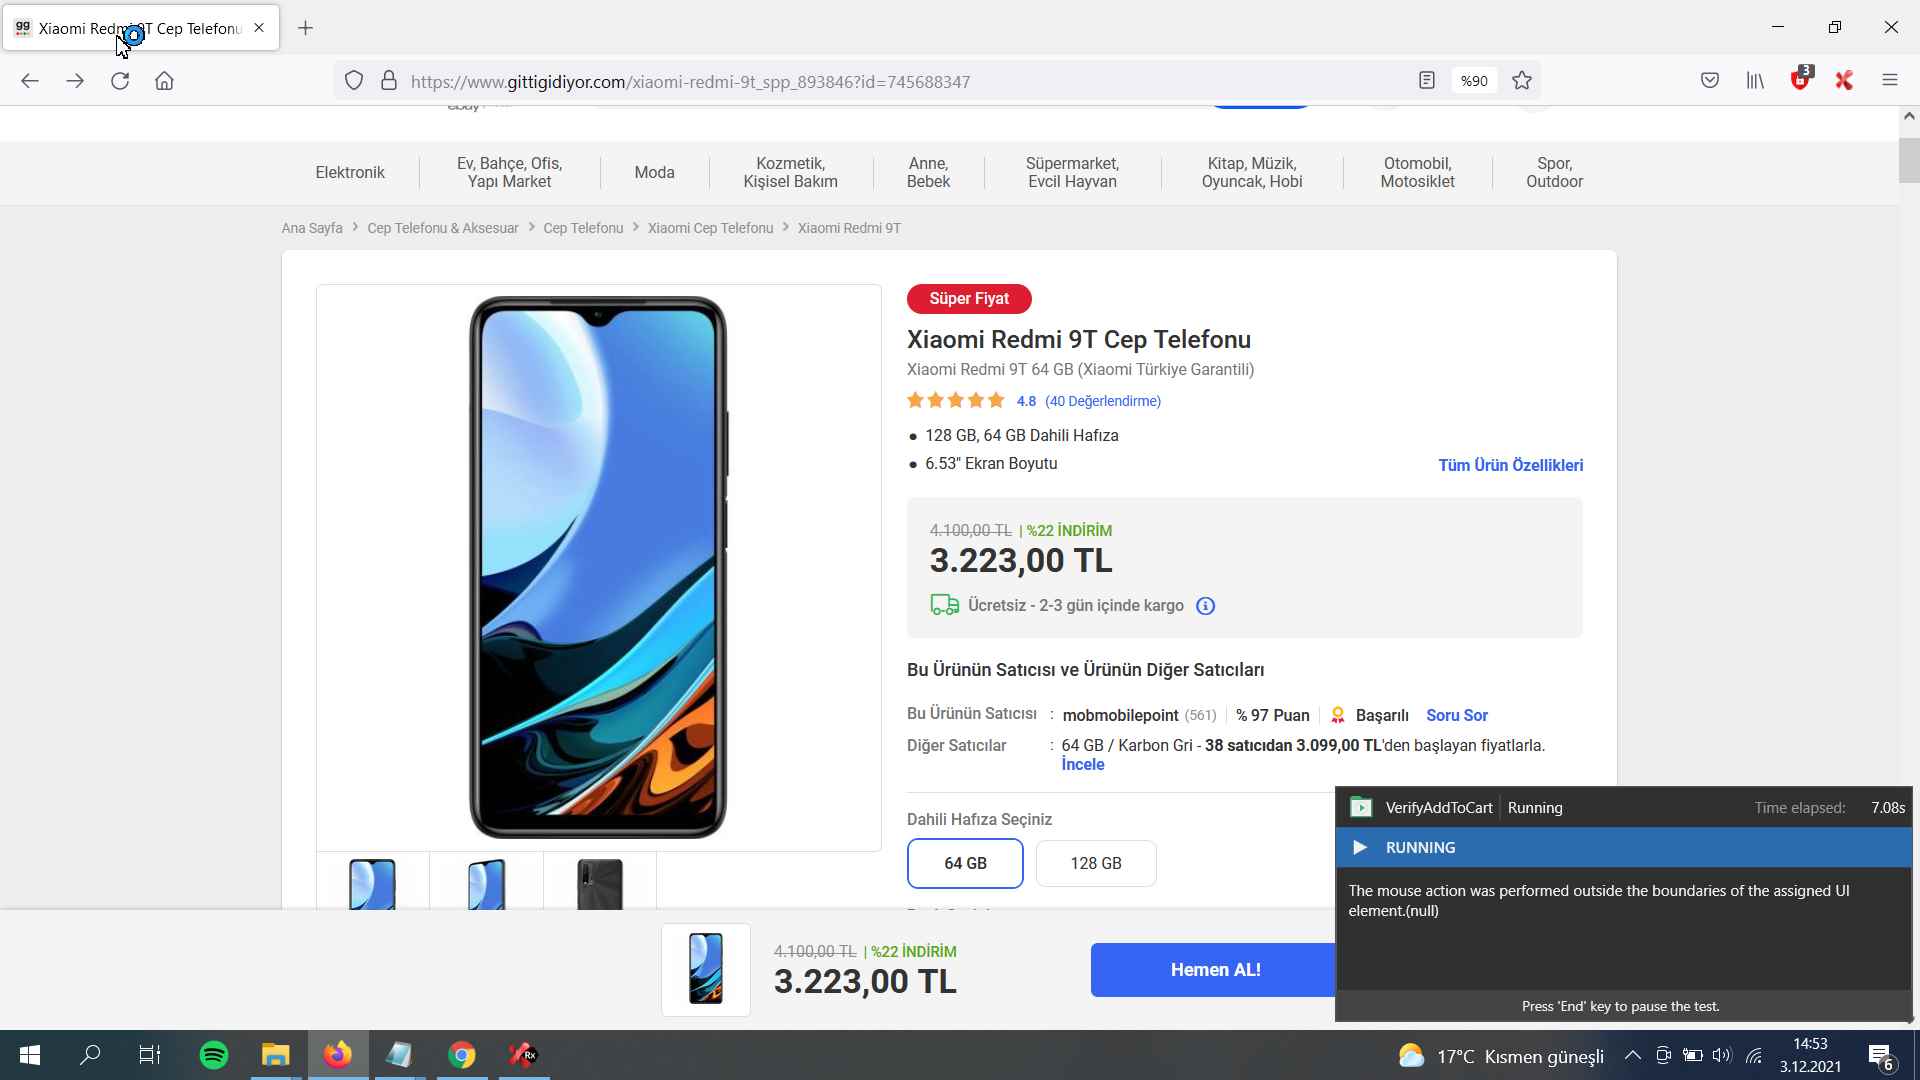 Xiaomi Redmi 9T Cep Telefonu
https://www.gittigidiyor.com/xiaomi-redmi-9t_spp_893846?id=745688347
%90
3
Elektronik
Ev, Bahçe, Ofis,
Yapı Market
Moda
Kozmetik,
Kişisel Bakım
Anne,
Bebek
Süpermarket,
Evcil Hayvan
Kitap, Müzik,
Oyuncak, Hobi
Otomobil,
Motosiklet
Spor,
Outdoor
Ana Sayfa > Cep Telefonu & Aksesuar > Cep Telefonu > Xiaomi Cep Telefonu > Xiaomi Redmi 9T
Süper Fiyat
Xiaomi Redmi 9T Cep Telefonu
Xiaomi Redmi 9T 64 GB (Xiaomi Türkiye Garantili)
4.8 (40 Değerlendirme)
• 128 GB, 64 GB Dahili Hafıza
• 6.53" Ekran Boyutu
Tüm Ürün Özellikleri
4.100,00 TL | %22 İNDİRİM
3.223,00 TL
Ücretsiz - 2-3 gün içinde kargo
Bu Ürünün Satıcısı ve Ürünün Diğer Satıcıları
Bu Ürünün Satıcısı : mobmobilepoint (561) | % 97 Puan | Başarılı Soru Sor
Diğer Satıcılar : 64 GB / Karbon Gri - 38 satıcıdan 3.099,00 TL'den başlayan fiyatlarla.
İncele
Dahili Hafıza Seçiniz
64 GB
128 GB
4.100,00 TL | %22 İNDİRİM
3.223,00 TL
Hemen AL!
VerifyAddToCart | Running
Time elapsed: 7.08s
RUNNING
The mouse action was performed outside the boundaries of the assigned UI
element.(null)
Press 'End' key to pause the test.
Rx
17°C Kısmen güneşli
14:53
3.12.2021
6